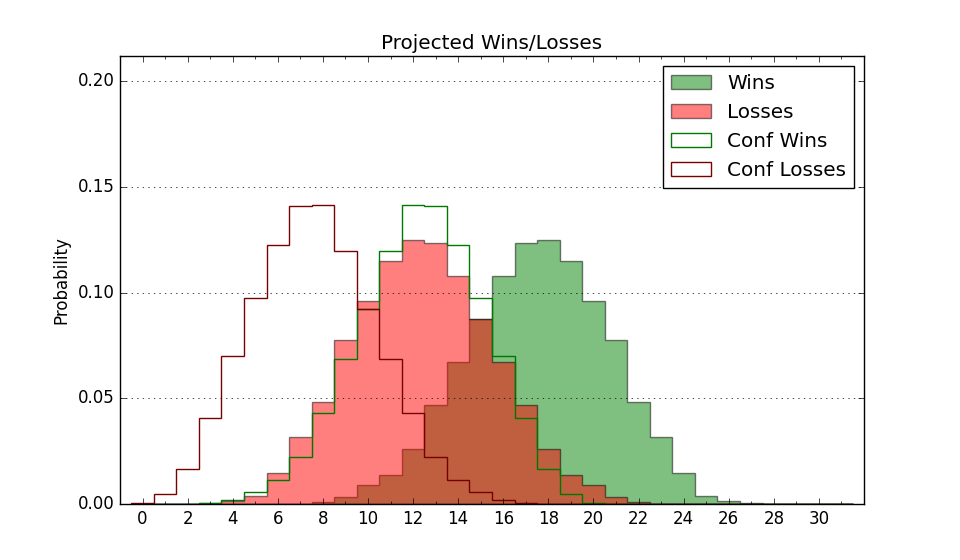 Projected Wins/Losses
Wins
Losses
Conf Wins
Conf Losses
Probability
0.20
0.15
0.10
0.05
0.00
0 2 4 6 8 10 12 14 16 18 20 22 24 26 28 30